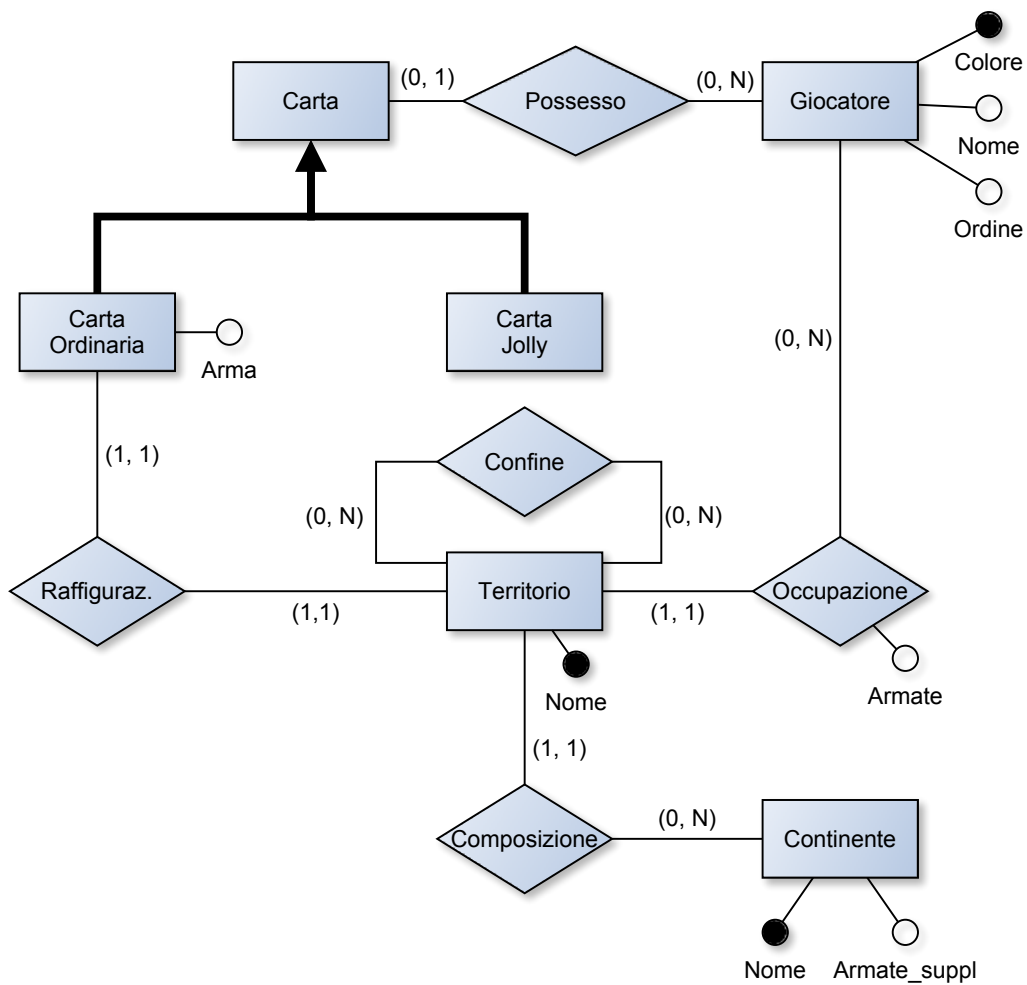 Colore
(0, 1)
(0, N)
Carta
Possesso
Giocatore
Nome
Ordine
Carta
Ordinaria
Carta
Jolly
(0, N)
Arma
(1, 1)
Confine
(0, N)
(0, N)
Raffiguraz.
Territorio
Occupazione
(1,1)
(1, 1)
Nome
Armate
(1, 1)
(0, N)
Composizione
Continente
Nome
Armate_suppl